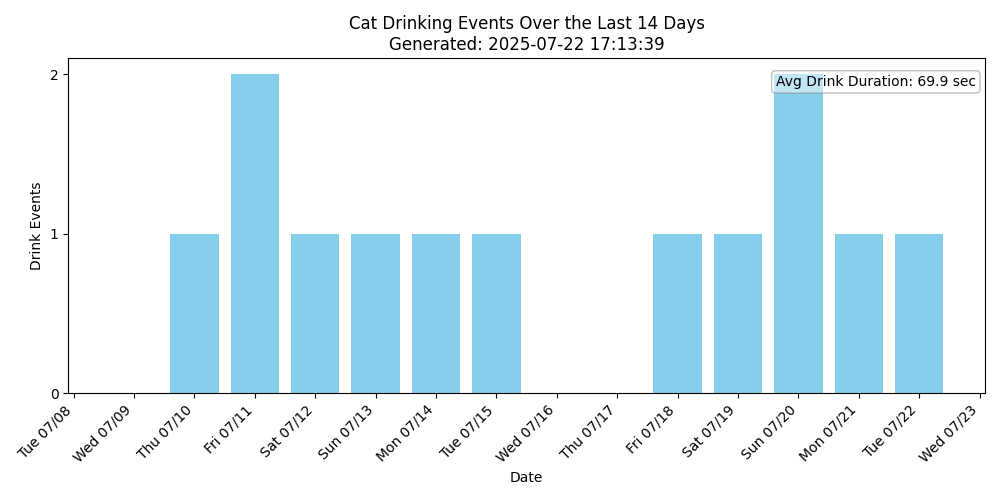 Cat Drinking Events Over the Last 14 Days
Generated: 2025-07-22 17:13:39
Avg Drink Duration: 69.9 sec
Drink Events
2
1
0
Tue 07/08
Wed 07/09
Thu 07/10
Fri 07/11
Sat 07/12
Sun 07/13
Mon 07/14
Tue 07/15
Wed 07/16
Thu 07/17
Fri 07/18
Sat 07/19
Sun 07/20
Mon 07/21
Tue 07/22
Wed 07/23
Date